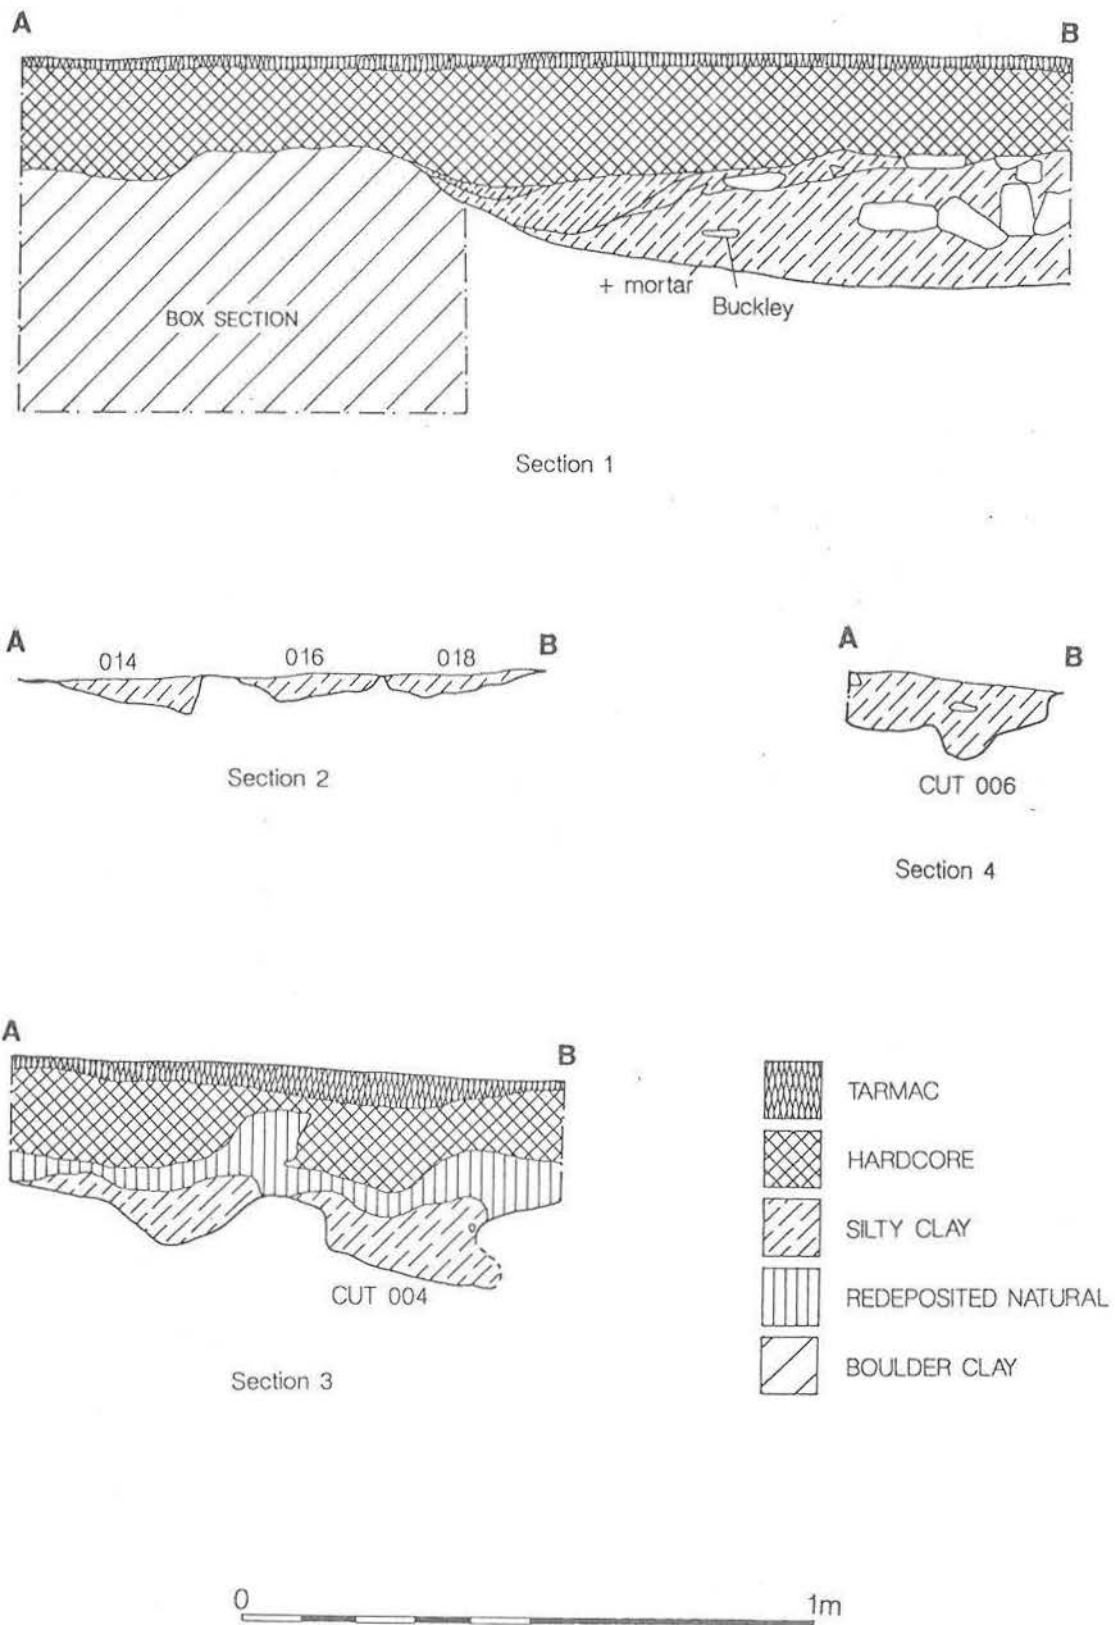 A B
BOX SECTION
+ mortar
Buckley
Section 1
A 014 016 018 B
Section 2
A B
CUT 006
Section 4
A B
CUT 004
Section 3
TARMAC
HARDCORE
SILTY CLAY
REDEPOSITED NATURAL
BOULDER CLAY
0 1m